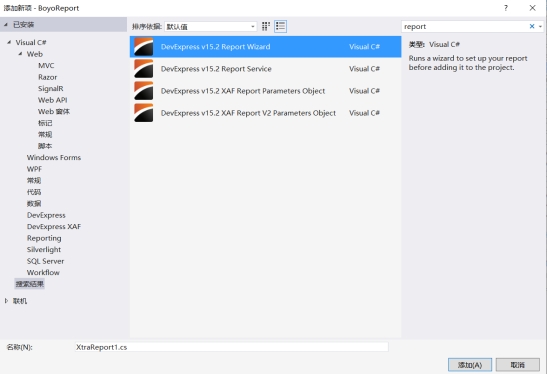 添加新项 - BoyoReport
? ×
已安装
排序依据: 默认值
report
Visual C#
Web
MVC
Razor
SignalR
Web API
Web 窗体
标记
常规
脚本
Windows Forms
WPF
常规
代码
数据
DevExpress
DevExpress XAF
Reporting
Silverlight
SQL Server
Workflow
搜索结果
联机
DevExpress v15.2 Report Wizard Visual C#
DevExpress v15.2 Report Service Visual C#
DevExpress v15.2 XAF Report Parameters Object Visual C#
DevExpress v15.2 XAF Report V2 Parameters Object Visual C#
类型: Visual C#
Runs a wizard to set up your report
before adding it to the project.
名称(N): XtraReport1.cs
添加(A) 取消